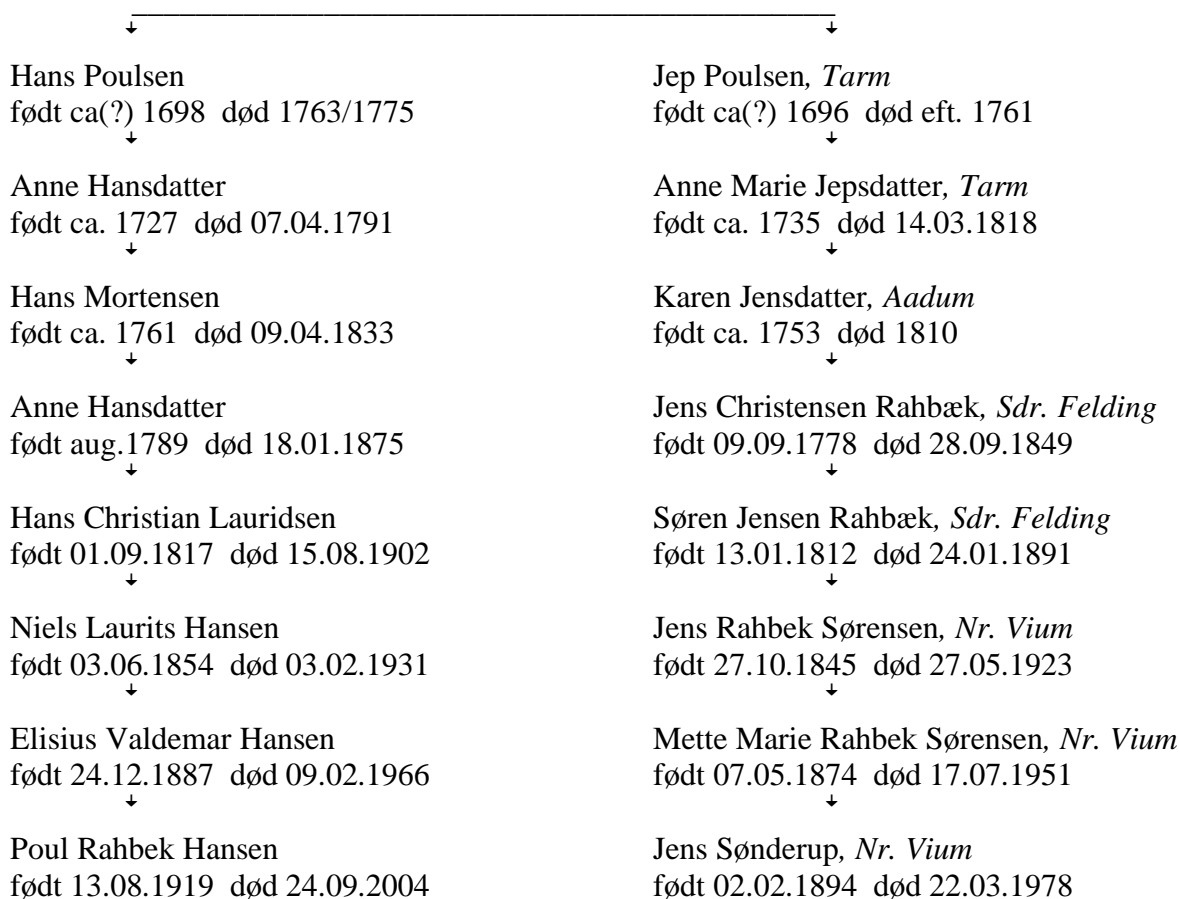 Hans Poulsen
født ca(?) 1698 død 1763/1775
Jep Poulsen, Tarm
født ca(?) 1696 død eft. 1761
Anne Hansdatter
født ca. 1727 død 07.04.1791
Anne Marie Jepsdatter, Tarm
født ca. 1735 død 14.03.1818
Hans Mortensen
født ca. 1761 død 09.04.1833
Karen Jensdatter, Aadum
født ca. 1753 død 1810
Anne Hansdatter
født aug.1789 død 18.01.1875
Jens Christensen Rahbæk, Sdr. Felding
født 09.09.1778 død 28.09.1849
Hans Christian Lauridsen
født 01.09.1817 død 15.08.1902
Søren Jensen Rahbæk, Sdr. Felding
født 13.01.1812 død 24.01.1891
Niels Laurits Hansen
født 03.06.1854 død 03.02.1931
Jens Rahbek Sørensen, Nr. Vium
født 27.10.1845 død 27.05.1923
Elisius Valdemar Hansen
født 24.12.1887 død 09.02.1966
Mette Marie Rahbek Sørensen, Nr. Vium
født 07.05.1874 død 17.07.1951
Poul Rahbek Hansen
født 13.08.1919 død 24.09.2004
Jens Sønderup, Nr. Vium
født 02.02.1894 død 22.03.1978